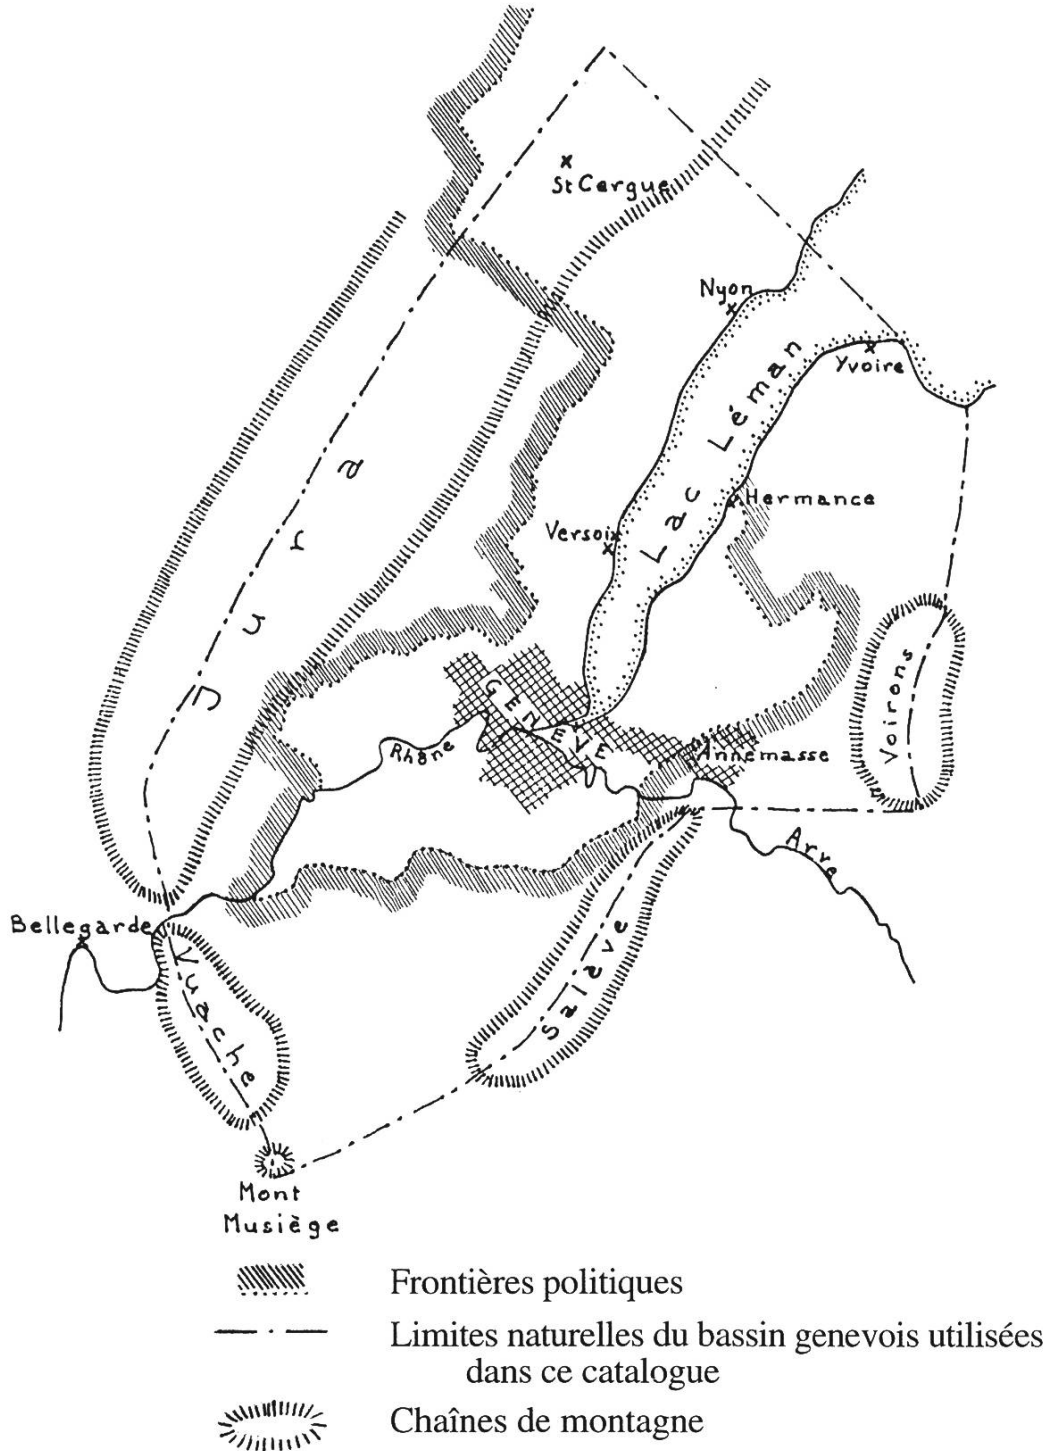 St Cergue
Nyon
Yvoire
Lac Léman
Jura
Hermance
Versoix
GENEVE
Voirons
Rhône
Annemasse
Arve
Bellegarde
Vuache
Salève
Mont
Musiège
Frontières politiques
Limites naturelles du bassin genevois utilisées
dans ce catalogue
Chaînes de montagne